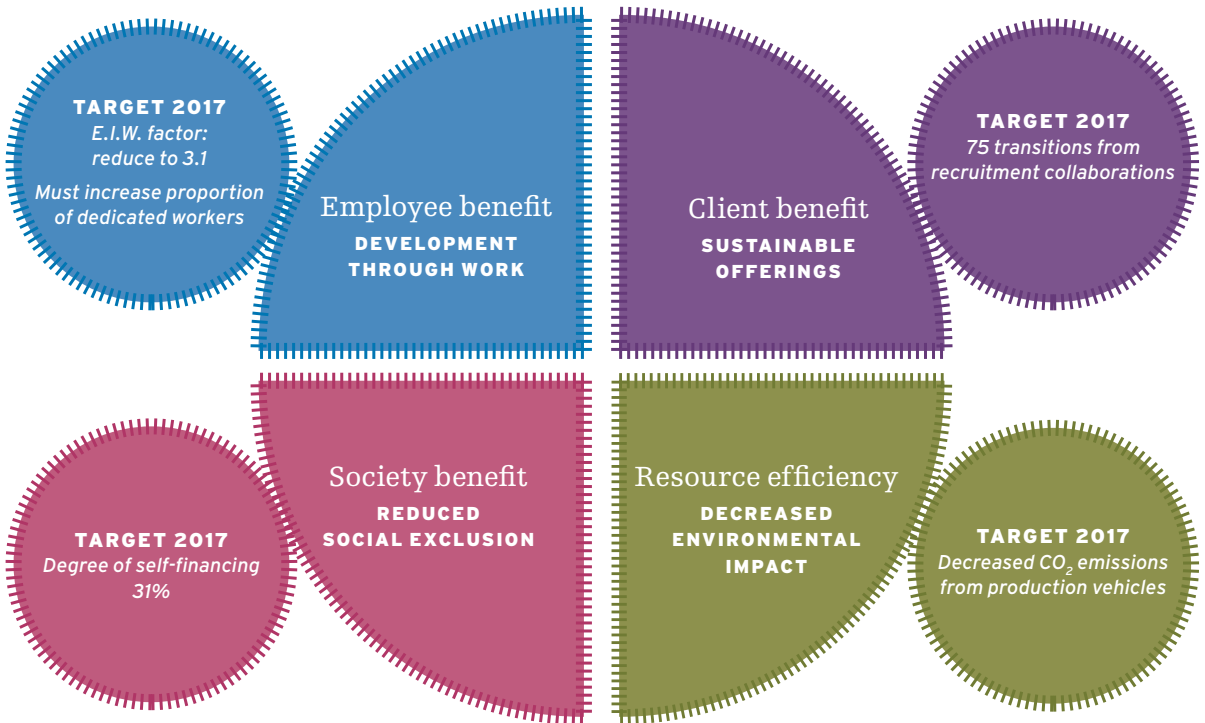 TARGET 2017
E.I.W. factor:
reduce to 3.1
Must increase proportion
of dedicated workers
Employee benefit
DEVELOPMENT
THROUGH WORK
Client benefit
SUSTAINABLE
OFFERINGS
TARGET 2017
75 transitions from
recruitment collaborations
TARGET 2017
Degree of self-financing
31%
Society benefit
REDUCED
SOCIAL EXCLUSION
Resource efficiency
DECREASED
ENVIRONMENTAL
IMPACT
TARGET 2017
Decreased CO₂ emissions
from production vehicles